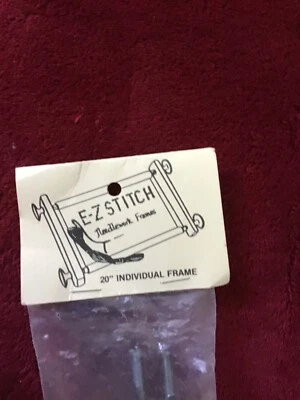 E-Z STITCH
Needlework Frames
20" INDIVIDUAL FRAME